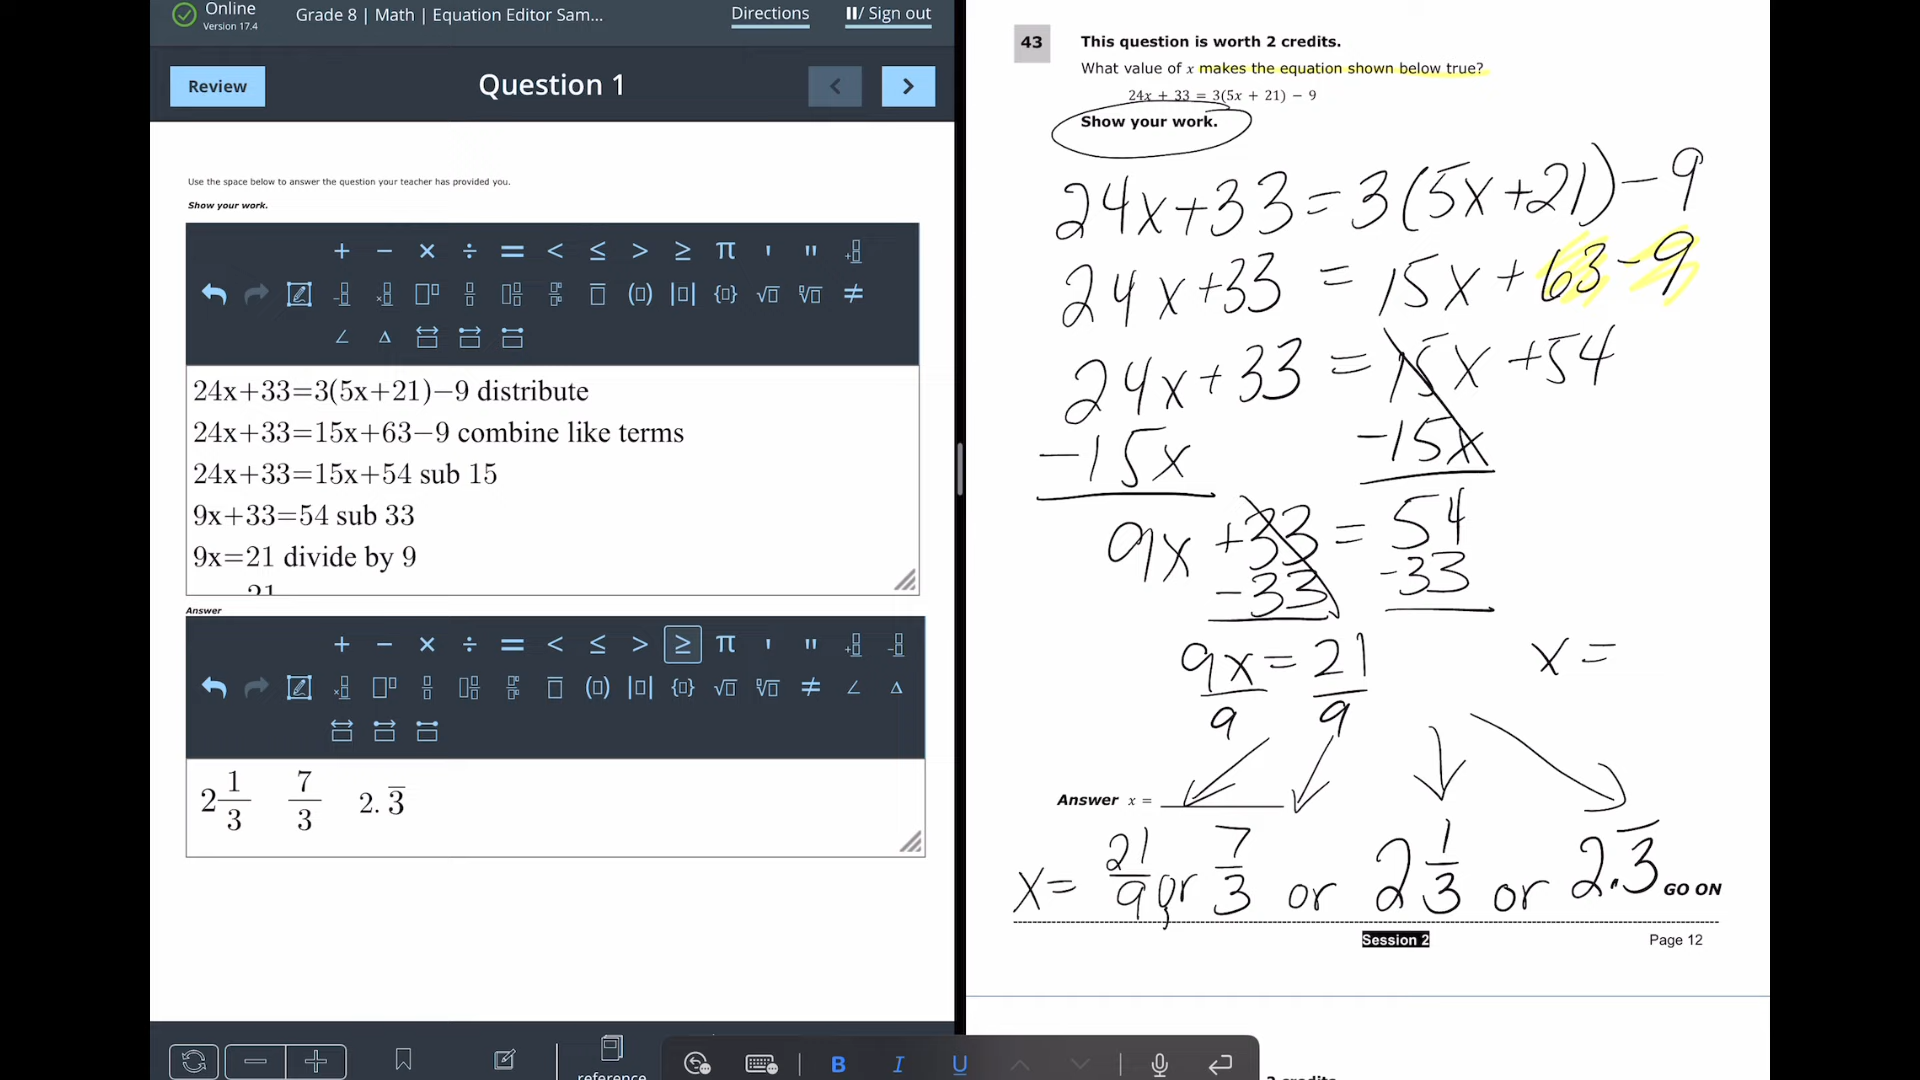 Online
Version 17.4
Grade 8 | Math | Equation Editor Sam...
Directions
/ Sign out
Review
Question 1
< >
Use the space below to answer the question your teacher has provided you.
Show your work.
+ − × ÷ = < ≤ > ≥ π ' "
(▯) |▯| {▯} √▯ ≠
∠ Δ
24x+33=3(5x+21)−9 distribute
24x+33=15x+63−9 combine like terms
24x+33=15x+54 sub 15
9x+33=54 sub 33
9x=21 divide by 9
21
Answer
+ − × ÷ = < ≤ > ≥ π ' "
(▯) |▯| {▯} √▯ ≠ ∠ Δ
2 1/3 7/3 2.3̅
reference
B I U
43
This question is worth 2 credits.
What value of x makes the equation shown below true?
24x + 33 = 3(5x + 21) − 9
Show your work.
24x+33=3(5x+21)−9
24x+33 = 15x+63−9
24x+33 = 15x+54
−15x −15x
9x +33 = 54
−33 −33
9x = 21 x =
9 9
Answer x =
x = 21/9 or 7/3 or 2 1/3 or 2.3̅
GO ON
Session 2
Page 12